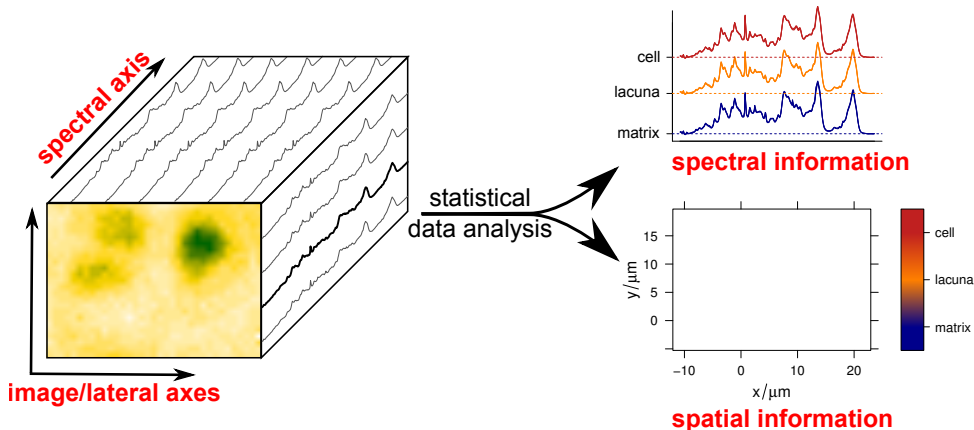 spectral axis
image/lateral axes
statistical
data analysis
cell
lacuna
matrix
spectral information
15
10
5
0
y/μm
−10
0
10
20
x/μm
cell
lacuna
matrix
spatial information